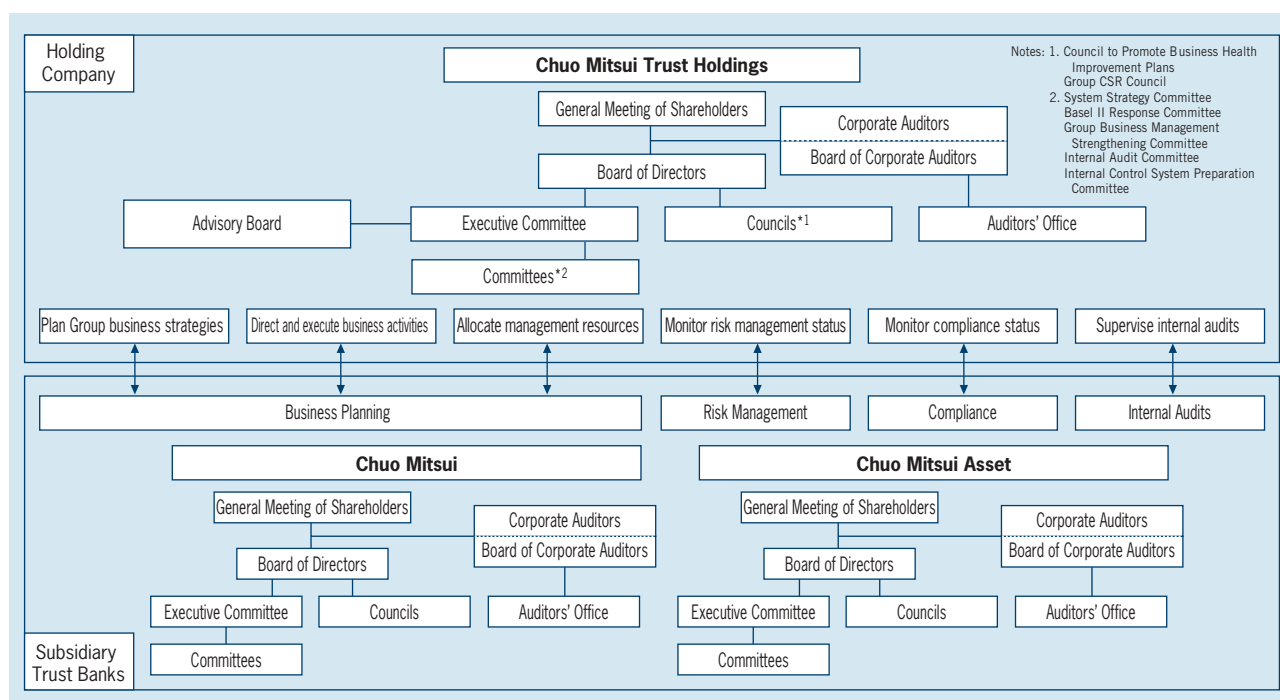 Holding
Company
Chuo Mitsui Trust Holdings
Notes: 1. Council to Promote Business Health
Improvement Plans
Group CSR Council
2. System Strategy Committee
Basel II Response Committee
Group Business Management
Strengthening Committee
Internal Audit Committee
Internal Control System Preparation
Committee
General Meeting of Shareholders
Corporate Auditors
Board of Corporate Auditors
Board of Directors
Advisory Board
Executive Committee
Councils*1
Auditors' Office
Committees*2
Plan Group business strategies
Direct and execute business activities
Allocate management resources
Monitor risk management status
Monitor compliance status
Supervise internal audits
Business Planning
Risk Management
Compliance
Internal Audits
Chuo Mitsui
General Meeting of Shareholders
Corporate Auditors
Board of Corporate Auditors
Board of Directors
Executive Committee
Councils
Auditors' Office
Committees
Chuo Mitsui Asset
General Meeting of Shareholders
Corporate Auditors
Board of Corporate Auditors
Board of Directors
Executive Committee
Councils
Auditors' Office
Committees
Subsidiary
Trust Banks